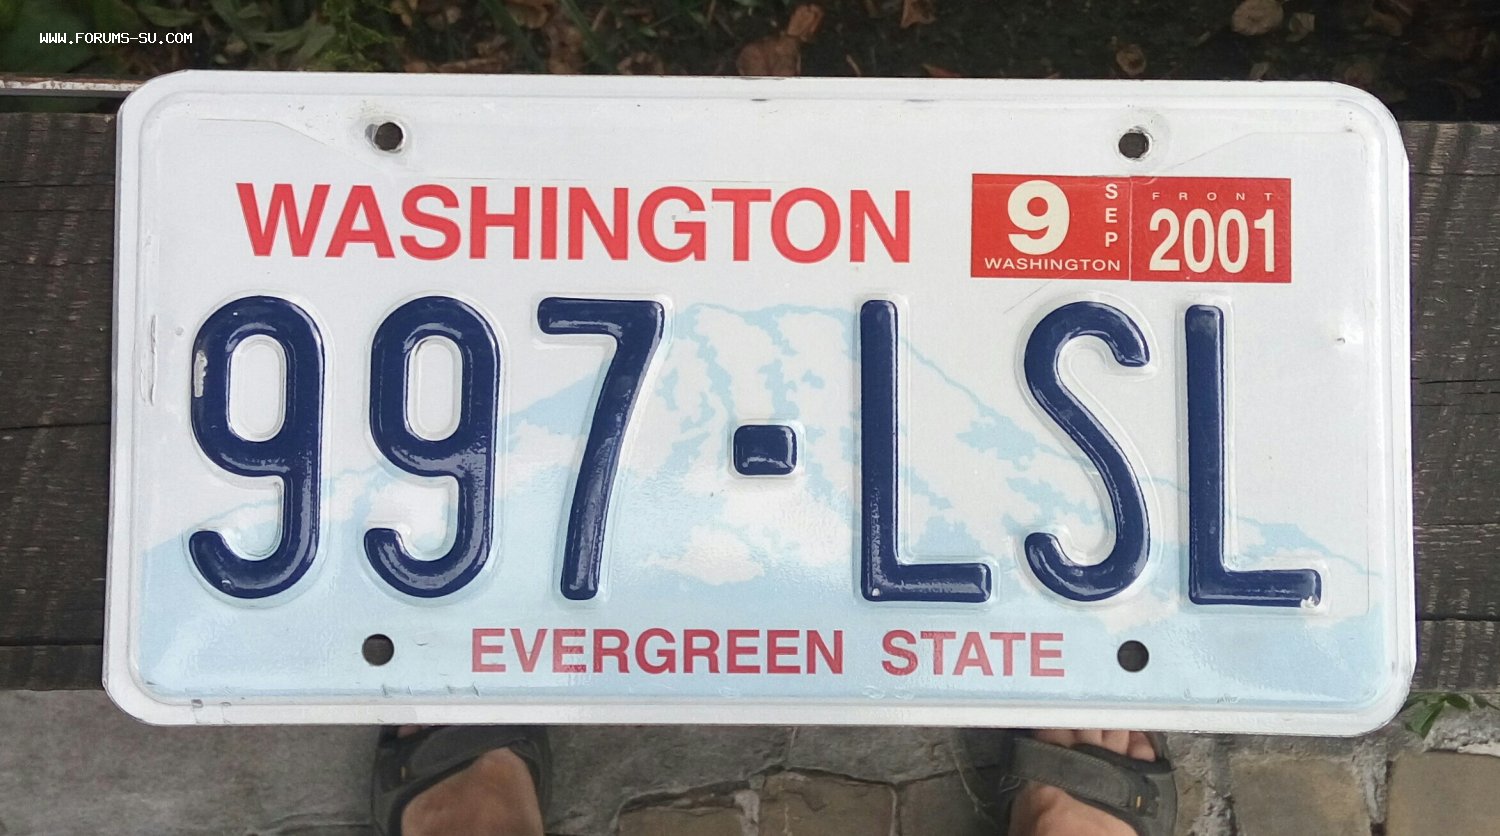 WWW.FORUMS-SU.COM
WASHINGTON
9 SEP
WASHINGTON
FRONT
2001
997-LSL
EVERGREEN STATE